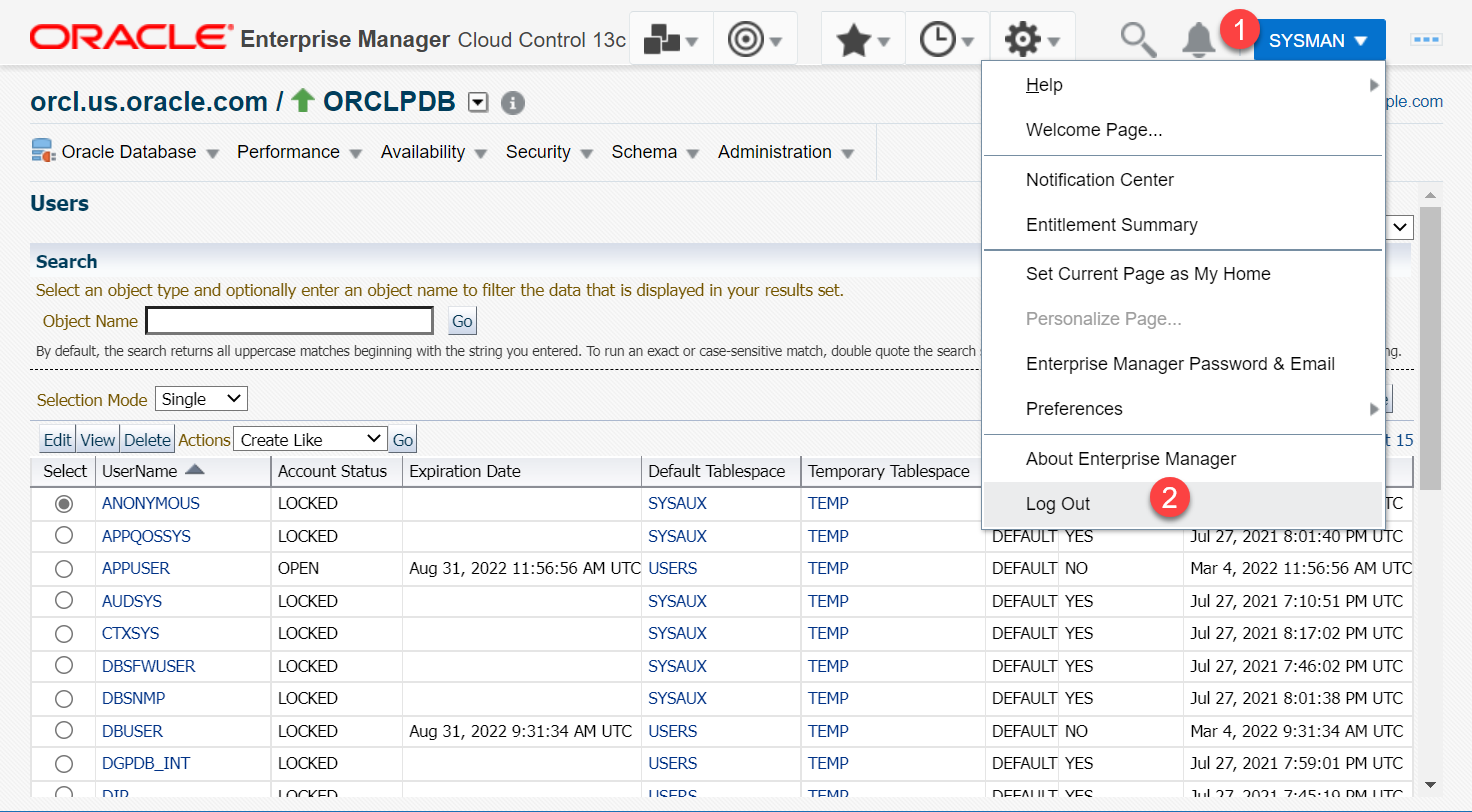 ORACLE® Enterprise Manager Cloud Control 13c
1
SYSMAN
orcl.us.oracle.com / ORCLPDB
ple.com
Oracle Database Performance Availability Security Schema Administration
Help
Welcome Page...
Notification Center
Entitlement Summary
Set Current Page as My Home
Personalize Page...
Enterprise Manager Password & Email
Preferences
About Enterprise Manager
Log Out 2
Users
Search
Select an object type and optionally enter an object name to filter the data that is displayed in your results set.
Object Name Go
By default, the search returns all uppercase matches beginning with the string you entered. To run an exact or case-sensitive match, double quote the search
Selection Mode Single
Edit View Delete Actions Create Like Go 15
Select UserName Account Status Expiration Date Default Tablespace Temporary Tablespace
ANONYMOUS LOCKED SYSAUX TEMP TC
APPQOSSYS LOCKED SYSAUX TEMP DEFAULT YES Jul 27, 2021 8:01:40 PM UTC
APPUSER OPEN Aug 31, 2022 11:56:56 AM UTC USERS TEMP DEFAULT NO Mar 4, 2022 11:56:56 AM UTC
AUDSYS LOCKED SYSAUX TEMP DEFAULT YES Jul 27, 2021 7:10:51 PM UTC
CTXSYS LOCKED SYSAUX TEMP DEFAULT YES Jul 27, 2021 8:17:02 PM UTC
DBSFWUSER LOCKED SYSAUX TEMP DEFAULT YES Jul 27, 2021 7:46:02 PM UTC
DBSNMP LOCKED SYSAUX TEMP DEFAULT YES Jul 27, 2021 8:01:38 PM UTC
DBUSER OPEN Aug 31, 2022 9:31:34 AM UTC USERS TEMP DEFAULT NO Mar 4, 2022 9:31:34 AM UTC
DGPDB_INT LOCKED USERS TEMP DEFAULT YES Jul 27, 2021 7:59:01 PM UTC
DIP LOCKED USERS TEMP DEFAULT YES Jul 27, 2021 7:45:19 PM UTC